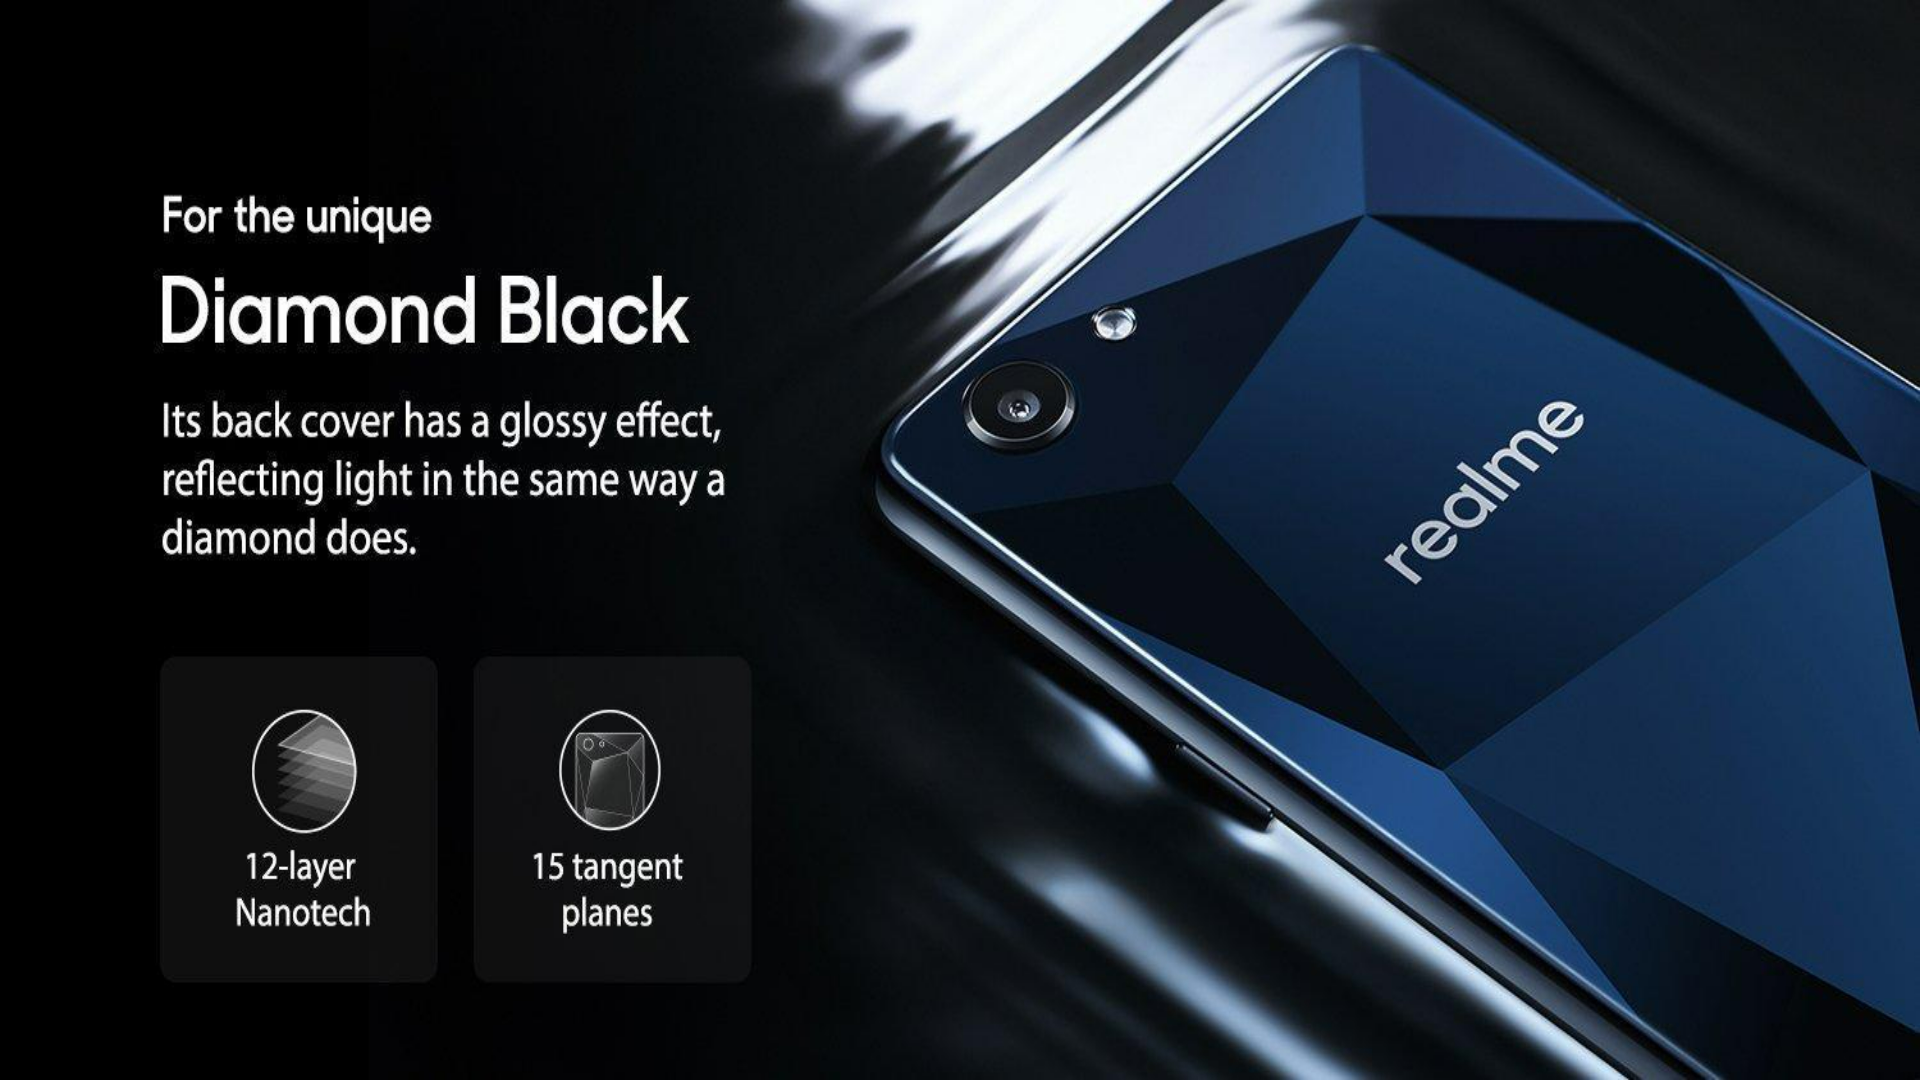 For the unique
Diamond Black
Its back cover has a glossy effect,
reflecting light in the same way a
diamond does.
12-layer
Nanotech
15 tangent
planes
realme